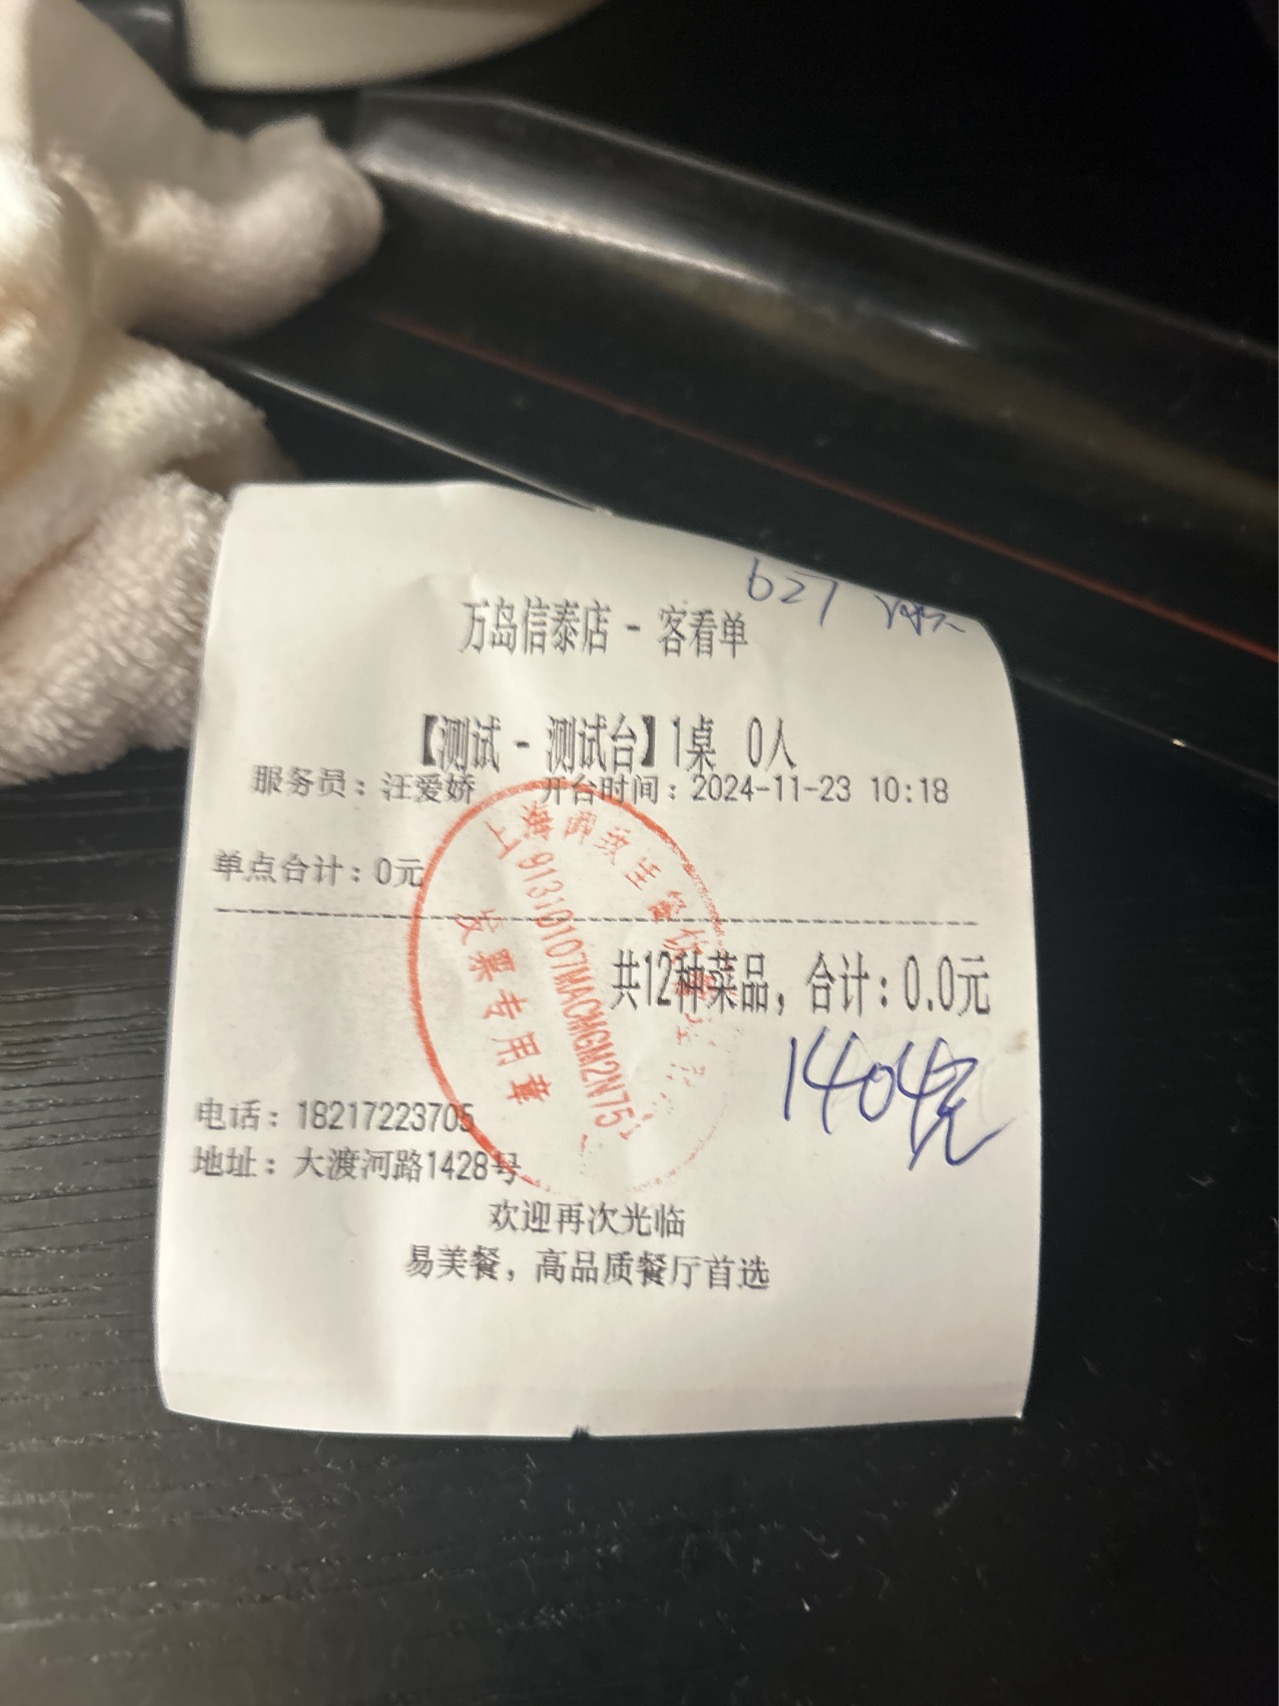 627
万岛信泰店 - 客看单
【测试 - 测试台】1桌 0人
服务员：汪爱娇 开台时间：2024-11-23 10:18
单点合计：0元
共12种菜品，合计：0.0元
1404元
上海
91310107MACMGM2N75
发票专用章
电话：18217223705
地址：大渡河路1428号
欢迎再次光临
易美餐，高品质餐厅首选